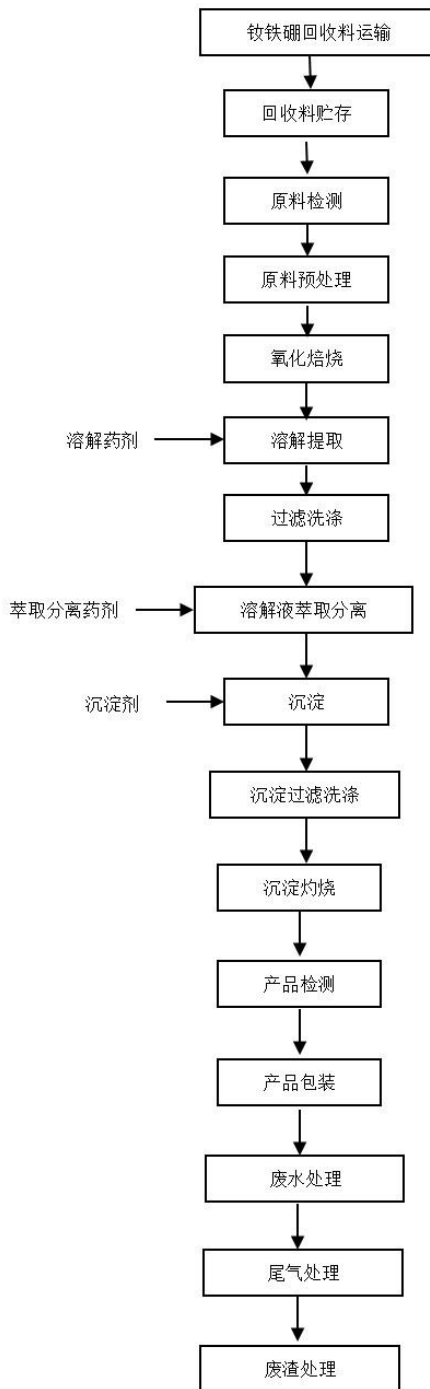 钕铁硼回收料运输
回收料贮存
原料检测
原料预处理
氧化焙烧
溶解药剂
溶解提取
过滤洗涤
萃取分离药剂
溶解液萃取分离
沉淀剂
沉淀
沉淀过滤洗涤
沉淀灼烧
产品检测
产品包装
废水处理
尾气处理
废渣处理